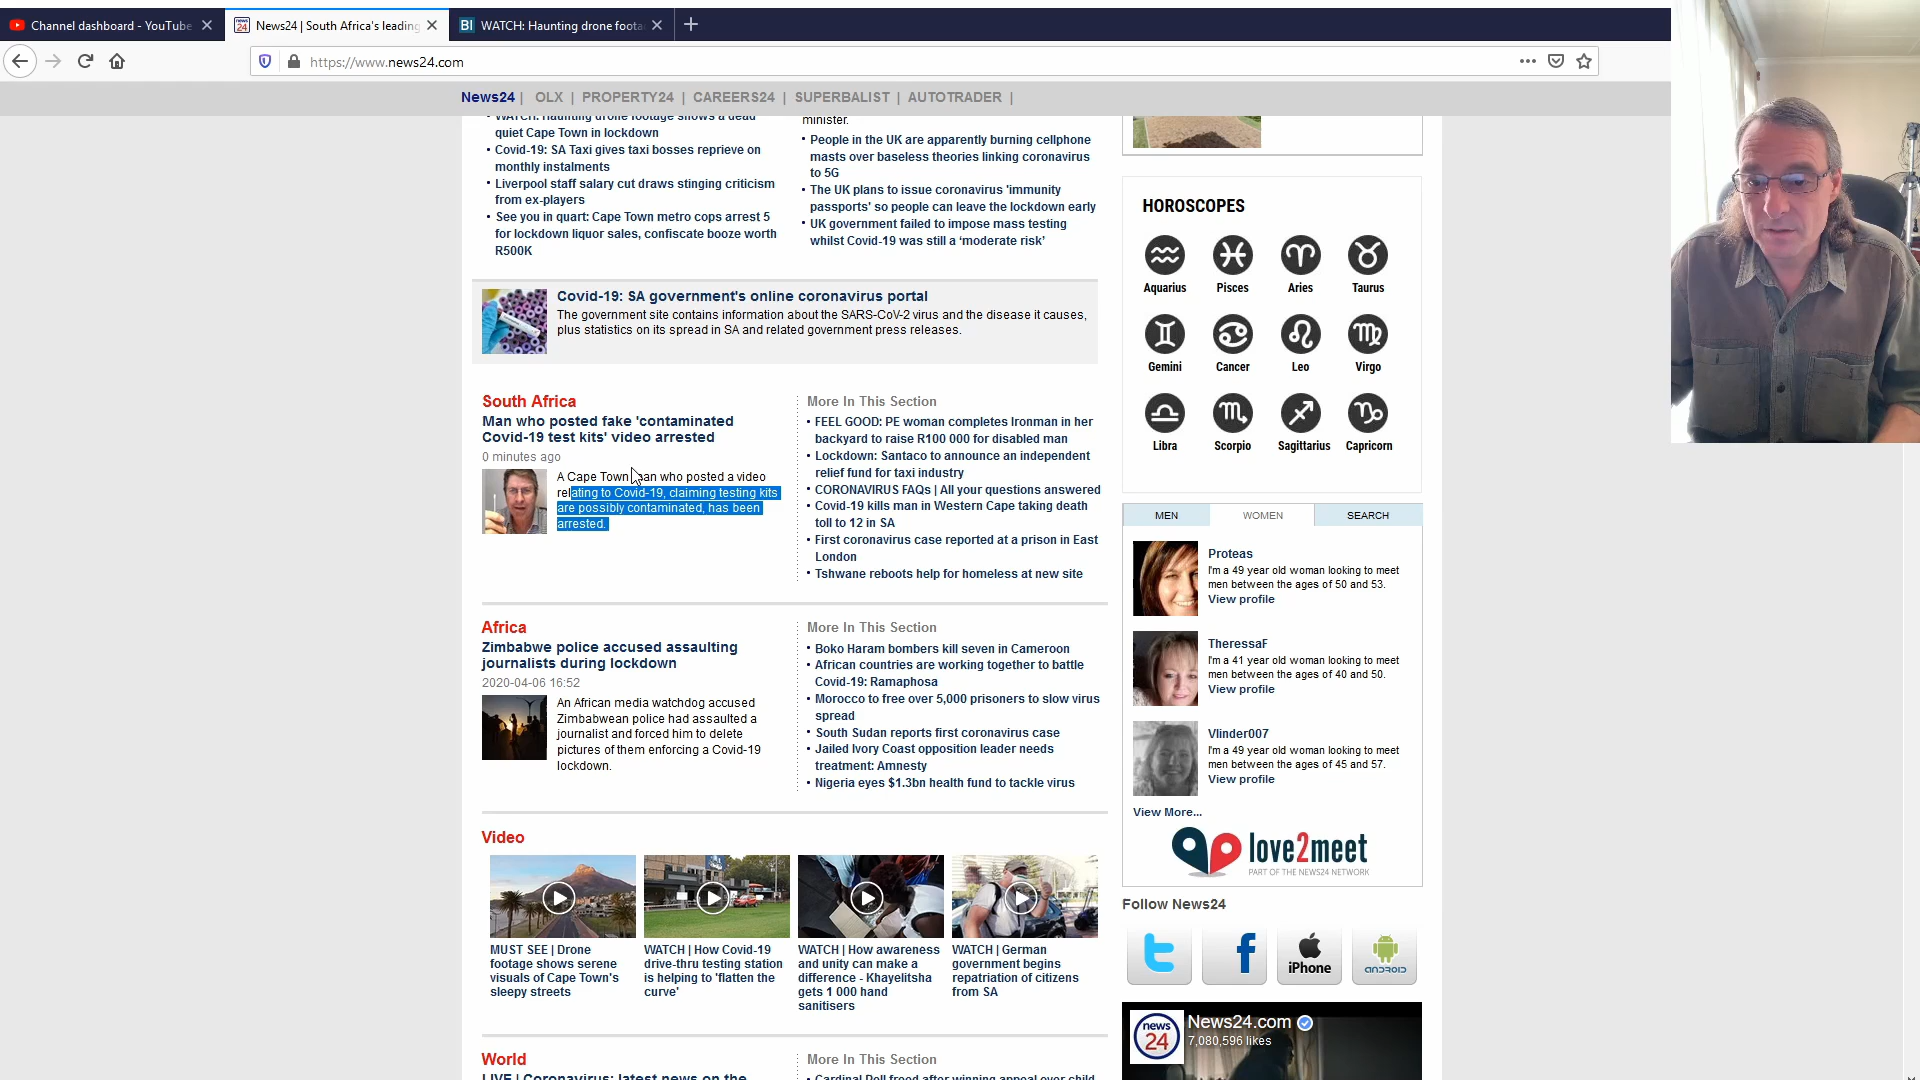 Channel dashboard - YouTube
News24 | South Africa's leading
BI WATCH: Haunting drone foota
https://www.news24.com
News24 | OLX | PROPERTY24 | CAREERS24 | SUPERBALIST | AUTOTRADER |
WATCH: Haunting drone footage shows a dead
quiet Cape Town in lockdown
Covid-19: SA Taxi gives taxi bosses reprieve on
monthly instalments
Liverpool staff salary cut draws stinging criticism
from ex-players
See you in quart: Cape Town metro cops arrest 5
for lockdown liquor sales, confiscate booze worth
R500K
minister.
People in the UK are apparently burning cellphone
masts over baseless theories linking coronavirus
to 5G
The UK plans to issue coronavirus 'immunity
passports' so people can leave the lockdown early
UK government failed to impose mass testing
whilst Covid-19 was still a ‘moderate risk’
Covid-19: SA government's online coronavirus portal
The government site contains information about the SARS-CoV-2 virus and the disease it causes,
plus statistics on its spread in SA and related government press releases.
South Africa
Man who posted fake 'contaminated
Covid-19 test kits' video arrested
0 minutes ago
A Cape Town man who posted a video
relating to Covid-19, claiming testing kits
are possibly contaminated, has been
arrested.
More In This Section
FEEL GOOD: PE woman completes Ironman in her
backyard to raise R100 000 for disabled man
Lockdown: Santaco to announce an independent
relief fund for taxi industry
CORONAVIRUS FAQs | All your questions answered
Covid-19 kills man in Western Cape taking death
toll to 12 in SA
First coronavirus case reported at a prison in East
London
Tshwane reboots help for homeless at new site
Africa
Zimbabwe police accused assaulting
journalists during lockdown
2020-04-06 16:52
An African media watchdog accused
Zimbabwean police had assaulted a
journalist and forced him to delete
pictures of them enforcing a Covid-19
lockdown.
More In This Section
Boko Haram bombers kill seven in Cameroon
African countries are working together to battle
Covid-19: Ramaphosa
Morocco to free over 5,000 prisoners to slow virus
spread
South Sudan reports first coronavirus case
Jailed Ivory Coast opposition leader needs
treatment: Amnesty
Nigeria eyes $1.3bn health fund to tackle virus
Video
MUST SEE | Drone
footage shows serene
visuals of Cape Town's
sleepy streets
WATCH | How Covid-19
drive-thru testing station
is helping to 'flatten the
curve'
WATCH | How awareness
and unity can make a
difference - Khayelitsha
gets 1 000 hand
sanitisers
WATCH | German
government begins
repatriation of citizens
from SA
World
LIVE | Coronavirus: latest news on the
More In This Section
Cardinal Pell freed after winning appeal over child
HOROSCOPES
Aquarius Pisces Aries Taurus
Gemini Cancer Leo Virgo
Libra Scorpio Sagittarius Capricorn
MEN WOMEN SEARCH
Proteas
I'm a 49 year old woman looking to meet
men between the ages of 50 and 53.
View profile
TheressaF
I'm a 41 year old woman looking to meet
men between the ages of 40 and 50.
View profile
Vlinder007
I'm a 49 year old woman looking to meet
men between the ages of 45 and 57.
View profile
View More...
love2meet
PART OF THE NEWS24 NETWORK
Follow News24
iPhone
ANDROID
news
24
News24.com
7,080,596 likes